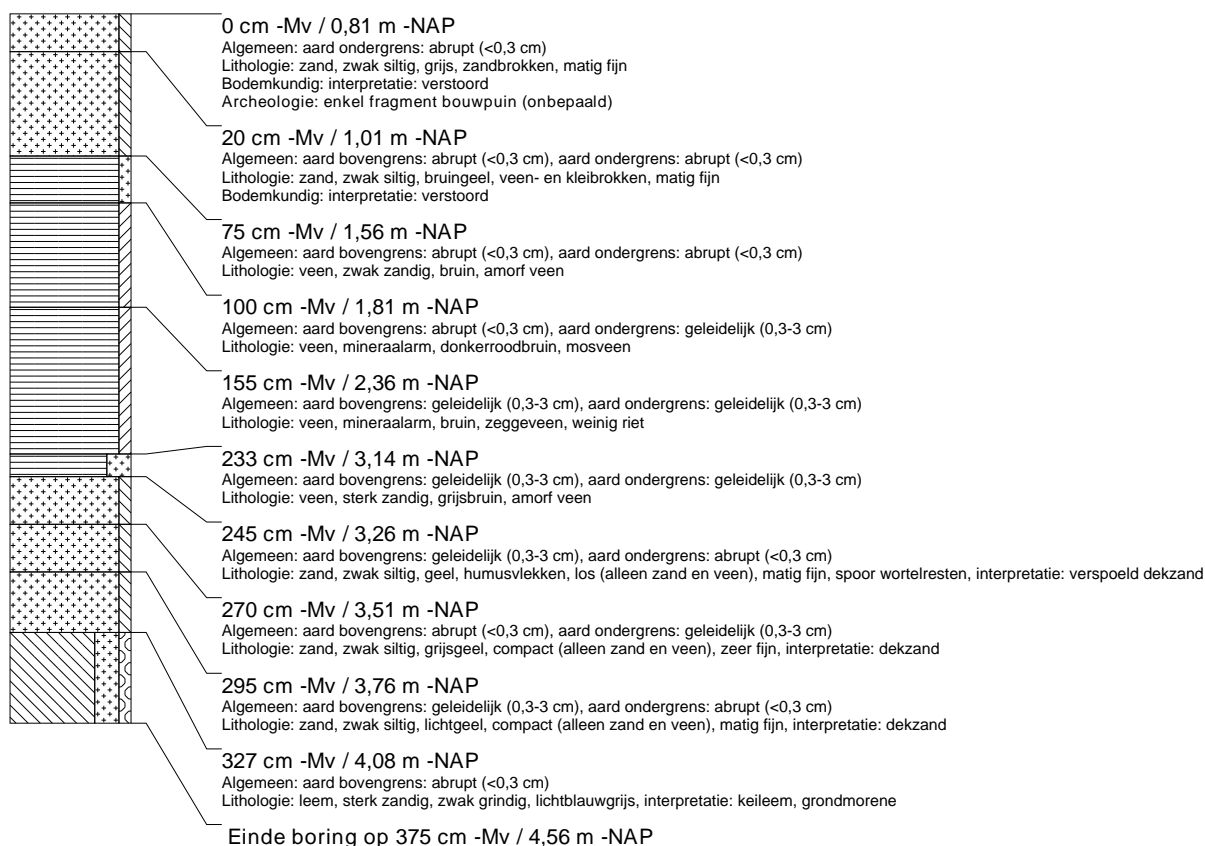 0 cm -Mv / 0,81 m -NAP
Algemeen: aard ondergrens: abrupt (<0,3 cm)
Lithologie: zand, zwak siltig, grijs, zandbrokken, matig fijn
Bodemkundig: interpretatie: verstoord
Archeologie: enkel fragment bouwpuin (onbepaald)
20 cm -Mv / 1,01 m -NAP
Algemeen: aard bovengrens: abrupt (<0,3 cm), aard ondergrens: abrupt (<0,3 cm)
Lithologie: zand, zwak siltig, bruingeel, veen- en kleibrokken, matig fijn
Bodemkundig: interpretatie: verstoord
75 cm -Mv / 1,56 m -NAP
Algemeen: aard bovengrens: abrupt (<0,3 cm), aard ondergrens: abrupt (<0,3 cm)
Lithologie: veen, zwak zandig, bruin, amorf veen
100 cm -Mv / 1,81 m -NAP
Algemeen: aard bovengrens: abrupt (<0,3 cm), aard ondergrens: geleidelijk (0,3-3 cm)
Lithologie: veen, mineraalarm, donkerroodbruin, mosveen
155 cm -Mv / 2,36 m -NAP
Algemeen: aard bovengrens: geleidelijk (0,3-3 cm), aard ondergrens: geleidelijk (0,3-3 cm)
Lithologie: veen, mineraalarm, bruin, zeggeveen, weinig riet
233 cm -Mv / 3,14 m -NAP
Algemeen: aard bovengrens: geleidelijk (0,3-3 cm), aard ondergrens: geleidelijk (0,3-3 cm)
Lithologie: veen, sterk zandig, grijsbruin, amorf veen
245 cm -Mv / 3,26 m -NAP
Algemeen: aard bovengrens: geleidelijk (0,3-3 cm), aard ondergrens: abrupt (<0,3 cm)
Lithologie: zand, zwak siltig, geel, humusvlekken, los (alleen zand en veen), matig fijn, spoor wortelresten, interpretatie: verspoeld dekzand
270 cm -Mv / 3,51 m -NAP
Algemeen: aard bovengrens: abrupt (<0,3 cm), aard ondergrens: geleidelijk (0,3-3 cm)
Lithologie: zand, zwak siltig, grijsgeel, compact (alleen zand en veen), zeer fijn, interpretatie: dekzand
295 cm -Mv / 3,76 m -NAP
Algemeen: aard bovengrens: geleidelijk (0,3-3 cm), aard ondergrens: abrupt (<0,3 cm)
Lithologie: zand, zwak siltig, lichtgeel, compact (alleen zand en veen), matig fijn, interpretatie: dekzand
327 cm -Mv / 4,08 m -NAP
Algemeen: aard bovengrens: abrupt (<0,3 cm)
Lithologie: leem, sterk zandig, zwak grindig, lichtblauwgrijs, interpretatie: keileem, grondmorene
Einde boring op 375 cm -Mv / 4,56 m -NAP